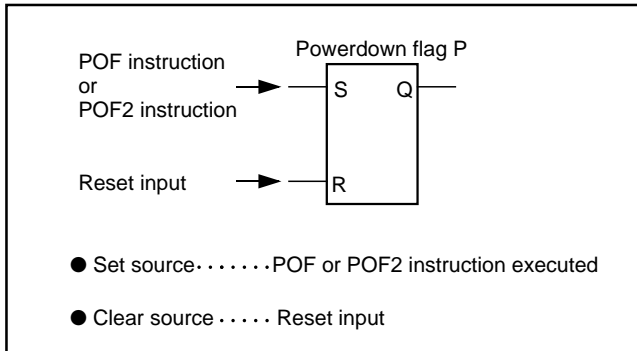 Powerdown flag P
POF instruction
or
POF2 instruction
S
Q
Reset input
R
● Set source・・・・・・・POF or POF2 instruction executed
● Clear source・・・・・Reset input